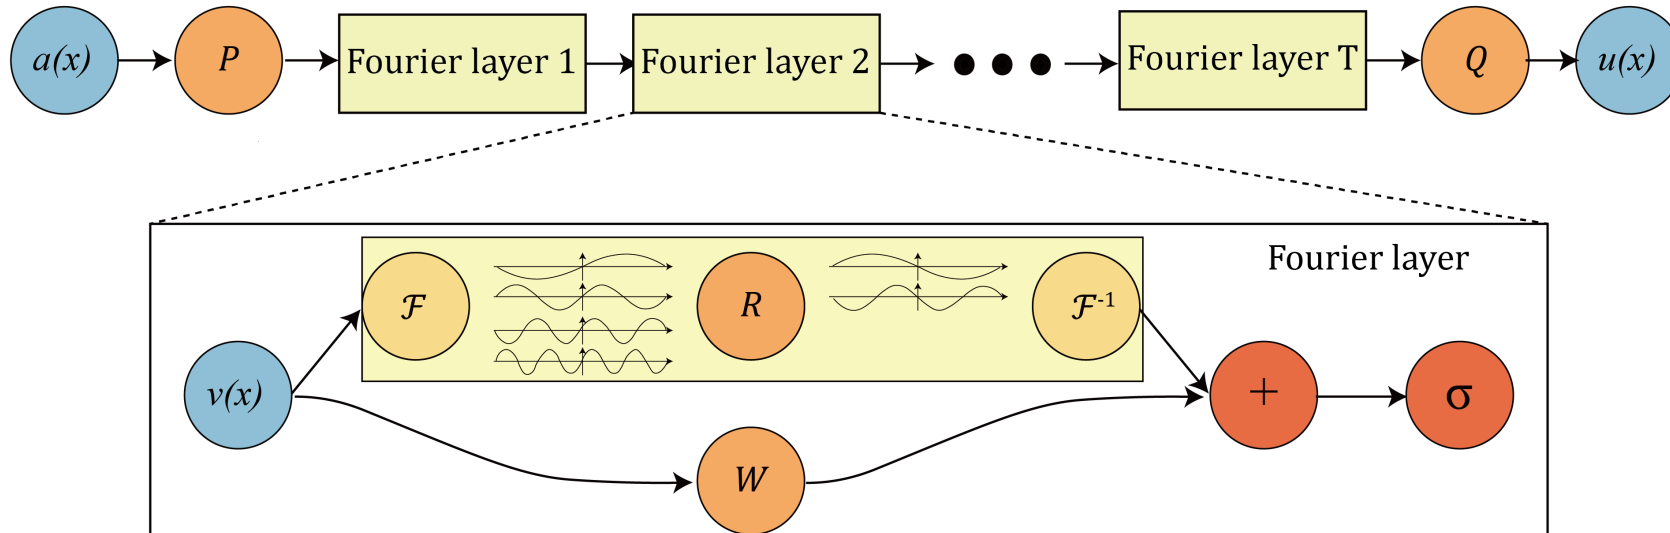 a(x)
P
Fourier layer 1
Fourier layer 2
Fourier layer T
Q
u(x)
Fourier layer
ℱ
R
ℱ⁻¹
v(x)
+
σ
W